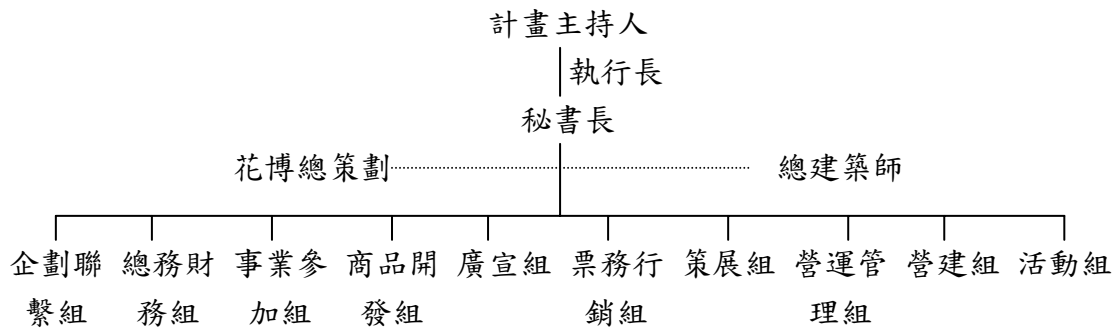 計畫主持人
執行長
秘書長
花博總策劃 總建築師
企劃聯 總務財 事業參 商品開 廣宣組 票務行 策展組 營運管 營建組 活動組
繫組 務組 加組 發組 銷組 理組